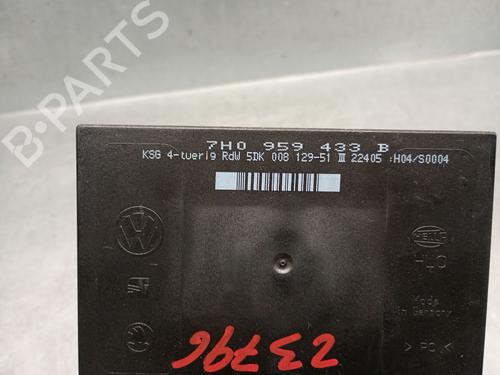 B-PARTS
7H0 959 433 B
KSG 4-tuerig RdW 5DK 008 129-51 III 22405 :H04/S0004
HELLA
HLO
Made
in Germany
> PC <
23796